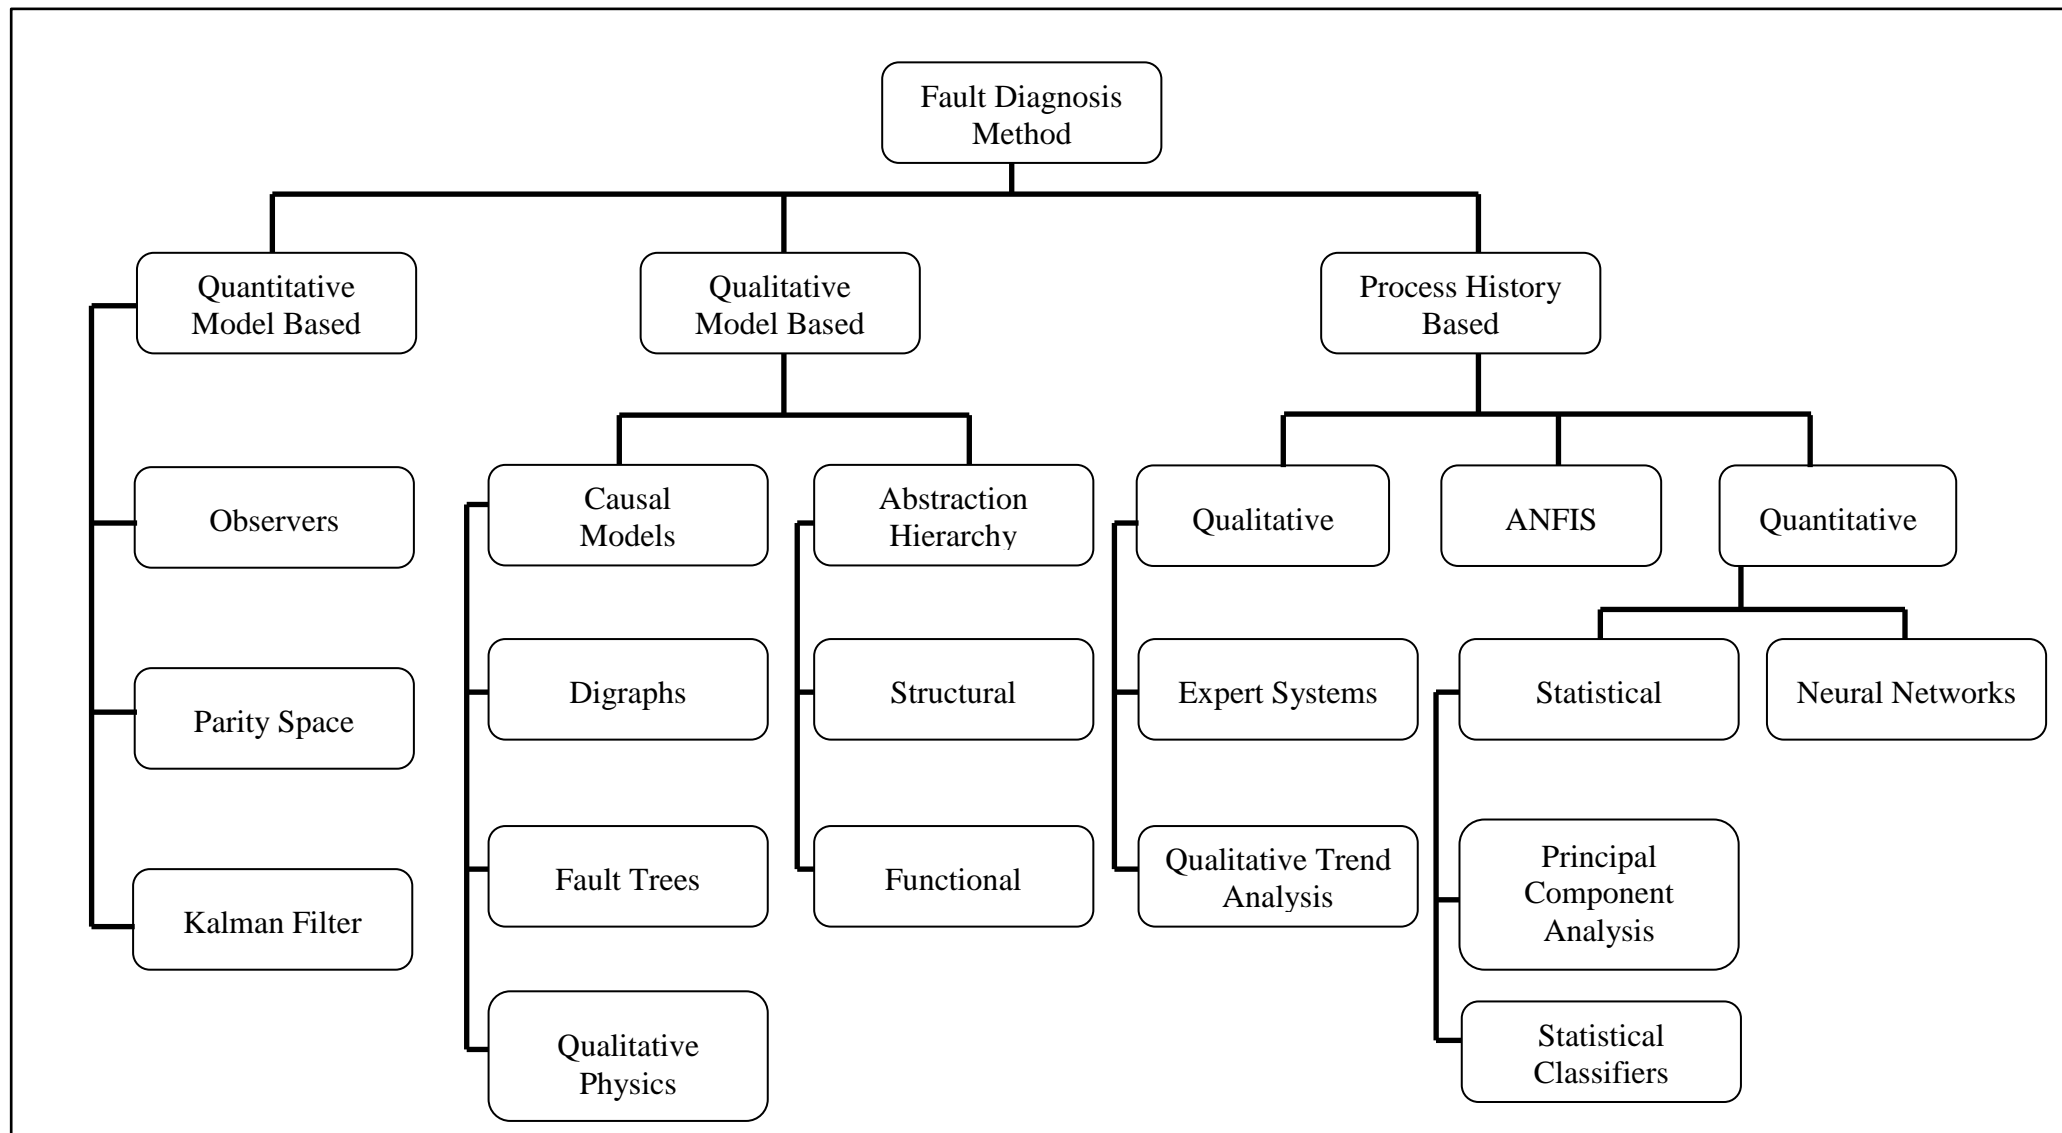 Fault Diagnosis
Method
Quantitative
Model Based
Qualitative
Model Based
Process History
Based
Observers
Causal
Models
Abstraction
Hierarchy
Qualitative
ANFIS
Quantitative
Parity Space
Digraphs
Structural
Expert Systems
Statistical
Neural Networks
Kalman Filter
Fault Trees
Functional
Qualitative Trend
Analysis
Principal
Component
Analysis
Qualitative
Physics
Statistical
Classifiers